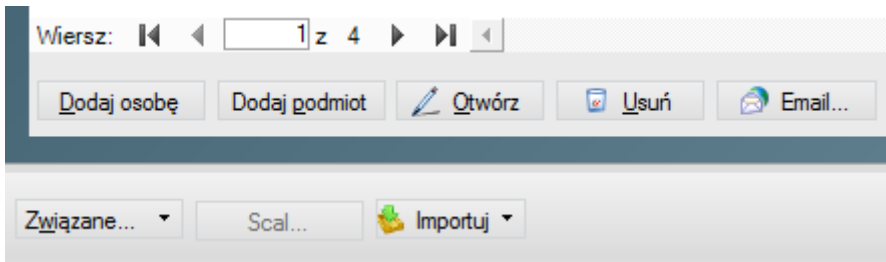 Wiersz: 1 z 4
Dodaj osobę Dodaj podmiot Otwórz Usuń Email...
Związane... Scal... Importuj